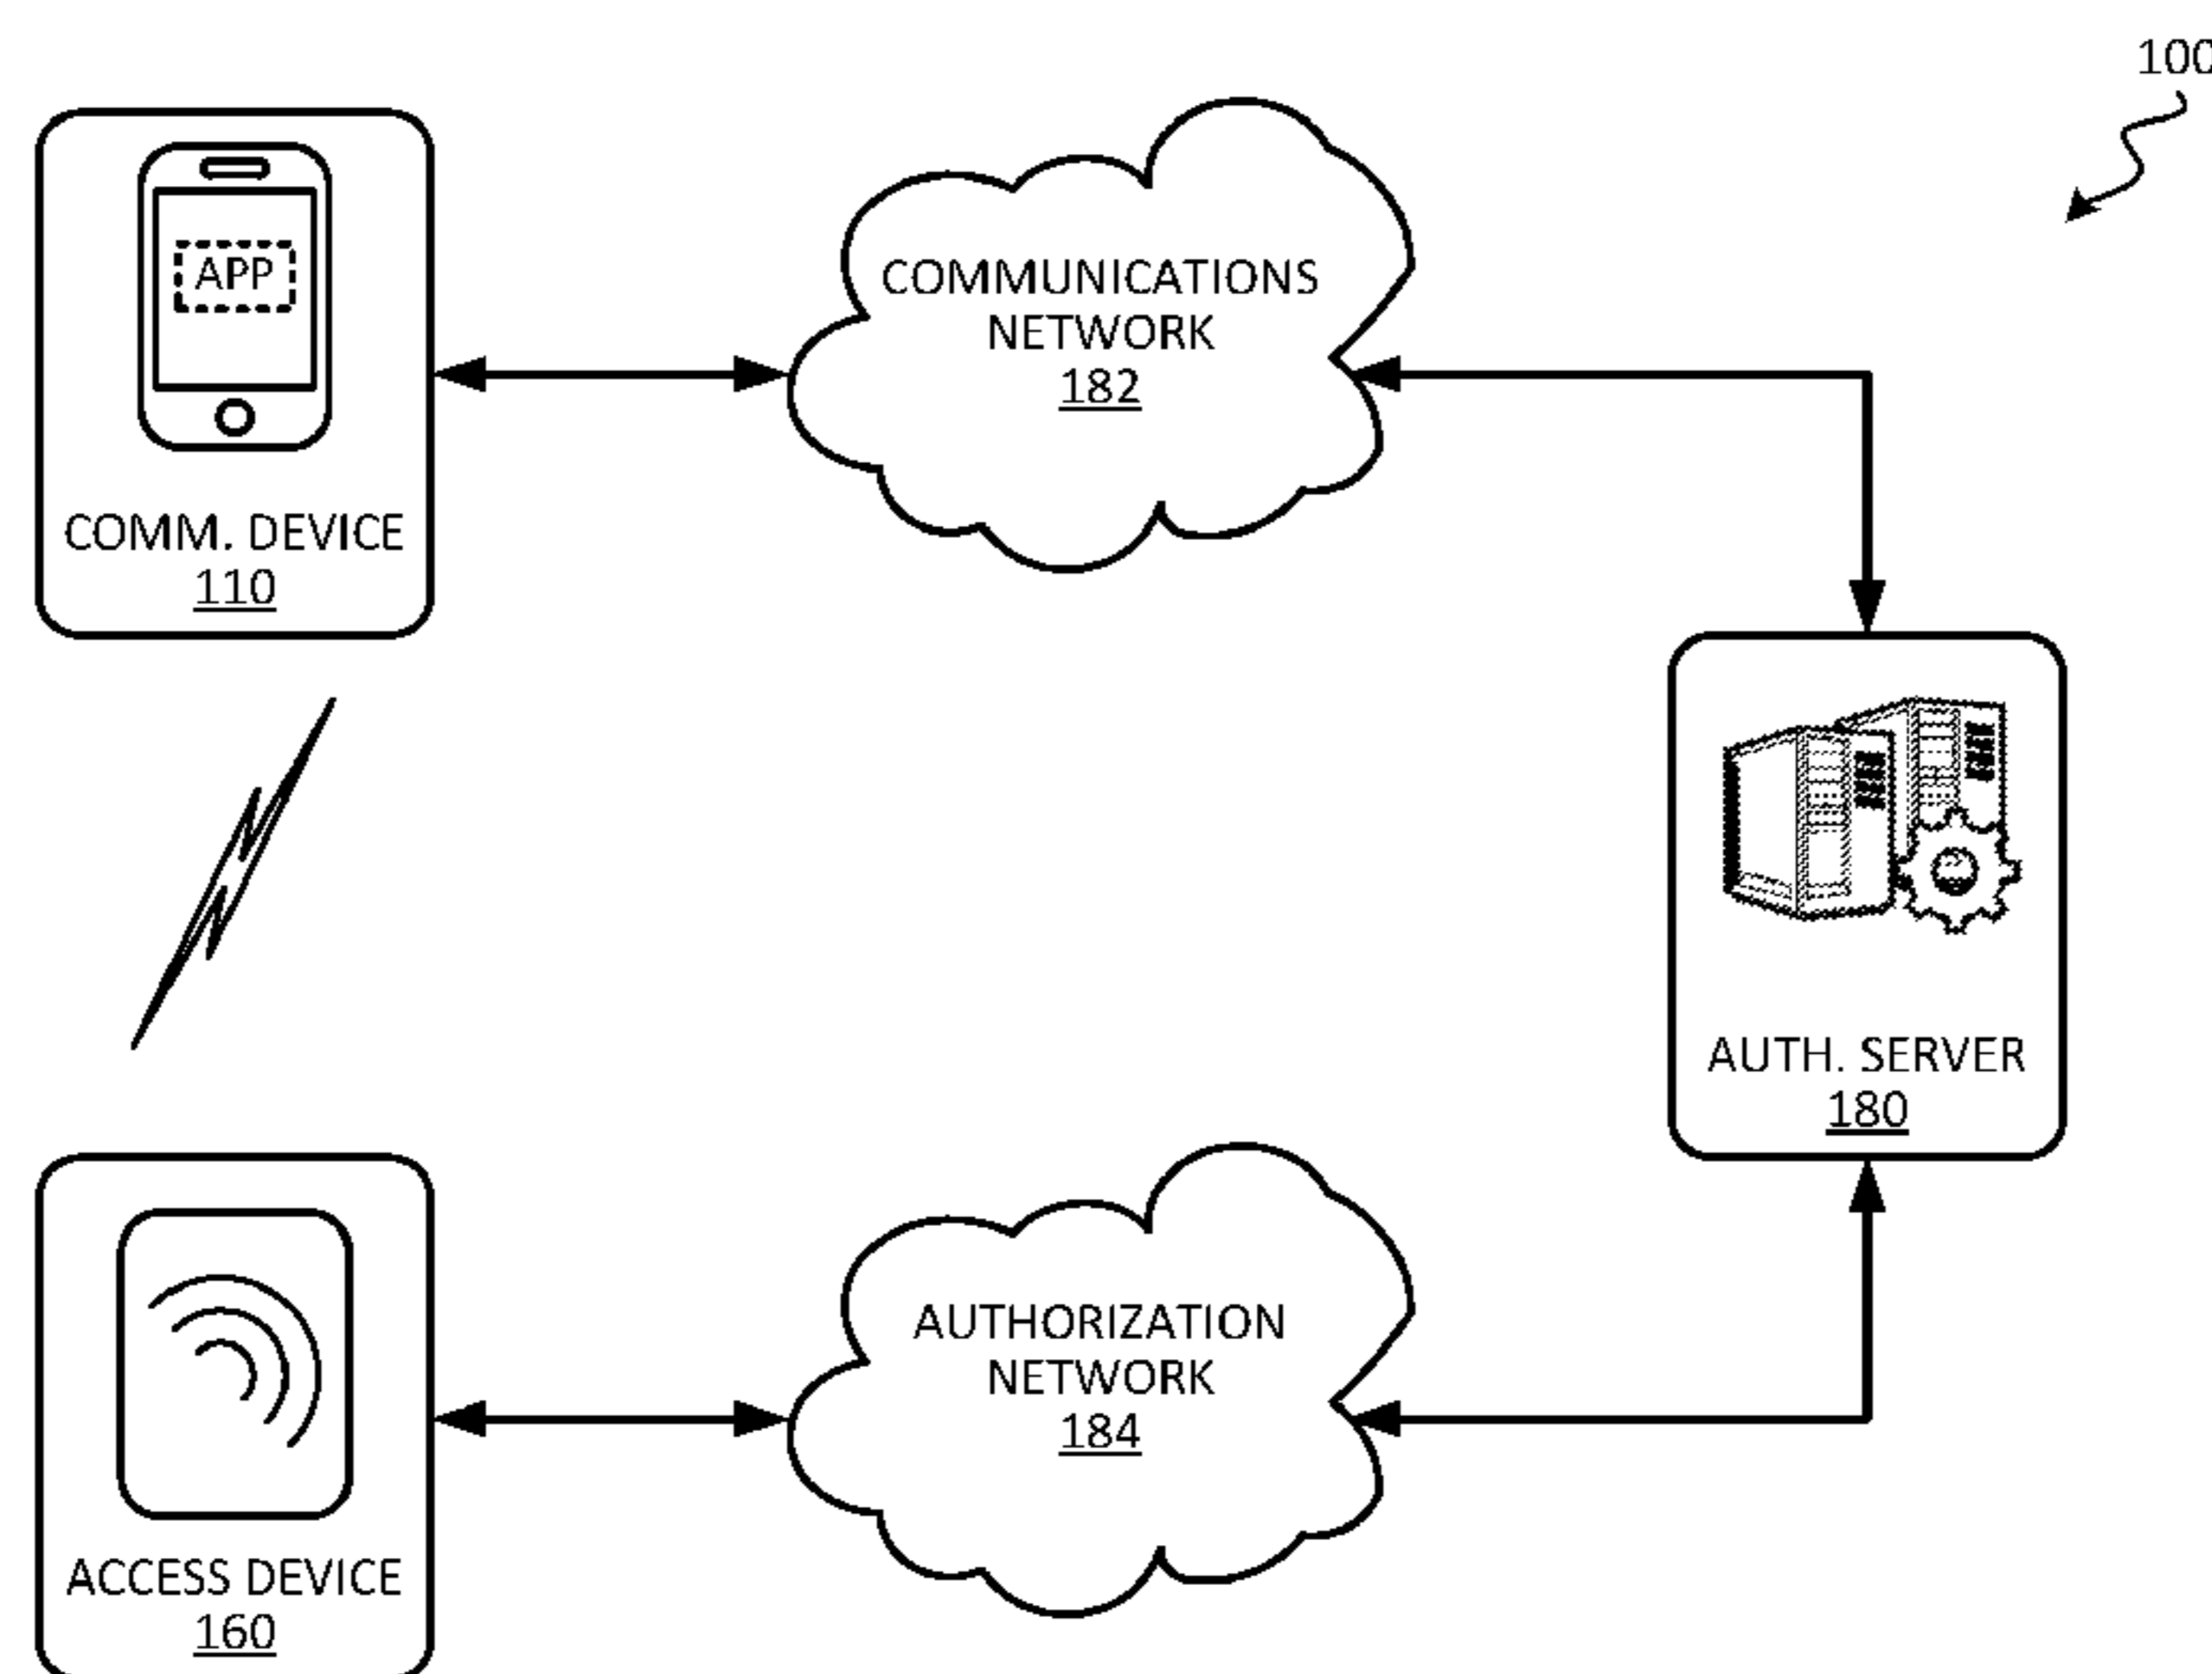 100
APP
COMM. DEVICE
110
COMMUNICATIONS
NETWORK
182
AUTH. SERVER
180
ACCESS DEVICE
160
AUTHORIZATION
NETWORK
184